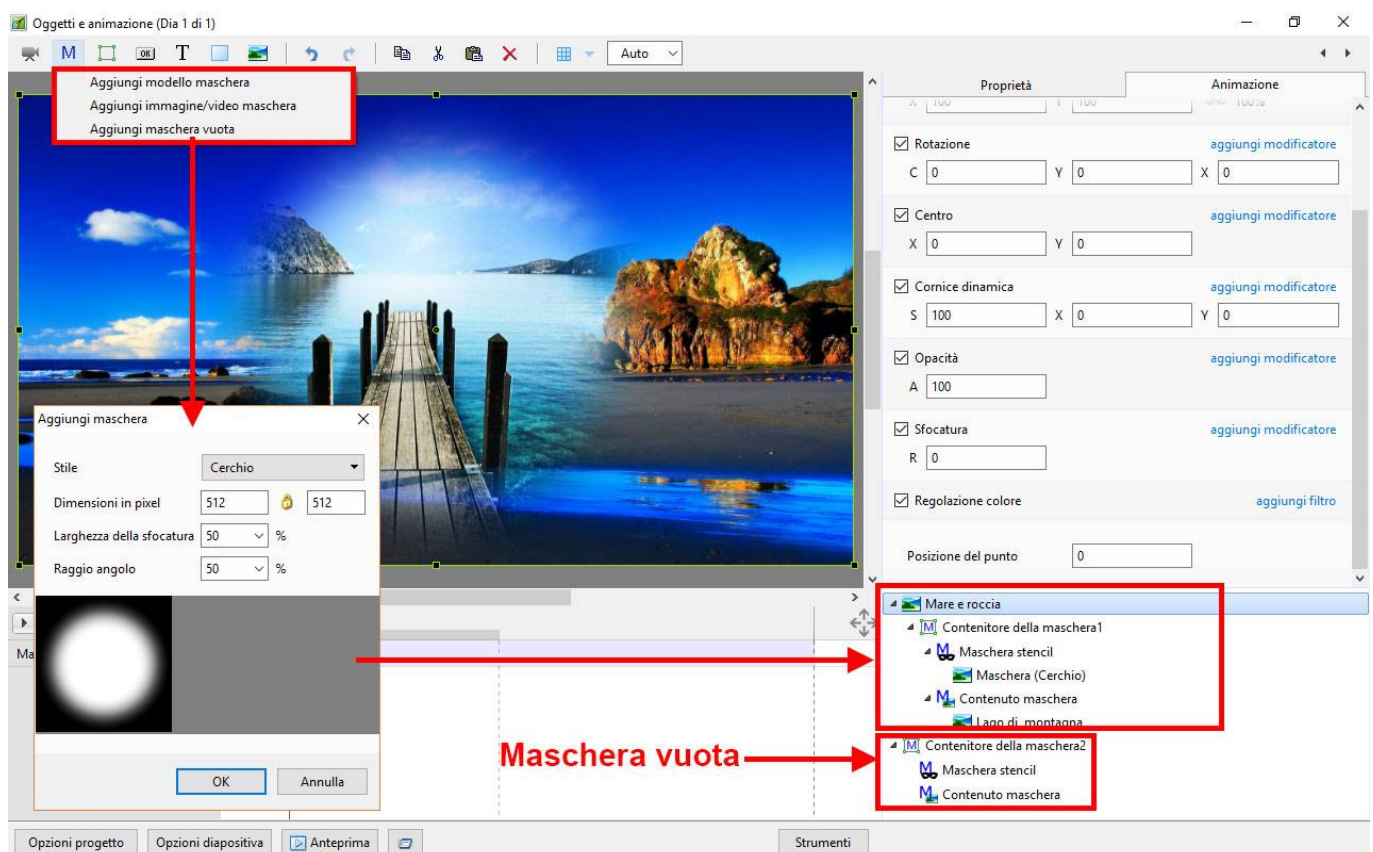 Oggetti e animazione (Dia 1 di 1)
M OK T Auto
Aggiungi modello maschera
Aggiungi immagine/video maschera
Aggiungi maschera vuota
Proprietà Animazione
X 100 Y 100 100%
Rotazione aggiungi modificatore
C 0 Y 0 X 0
Centro aggiungi modificatore
X 0 Y 0
Cornice dinamica aggiungi modificatore
S 100 X 0 Y 0
Opacità aggiungi modificatore
A 100
Sfocatura aggiungi modificatore
R 0
Regolazione colore aggiungi filtro
Posizione del punto 0
Aggiungi maschera
Stile Cerchio
Dimensioni in pixel 512 512
Larghezza della sfocatura 50 %
Raggio angolo 50 %
OK Annulla
Ma
Mare e roccia
M Contenitore della maschera1
M Maschera stencil
Maschera (Cerchio)
M Contenuto maschera
Lago di montagna
Maschera vuota
M Contenitore della maschera2
M Maschera stencil
M Contenuto maschera
Opzioni progetto Opzioni diapositiva Anteprima Strumenti